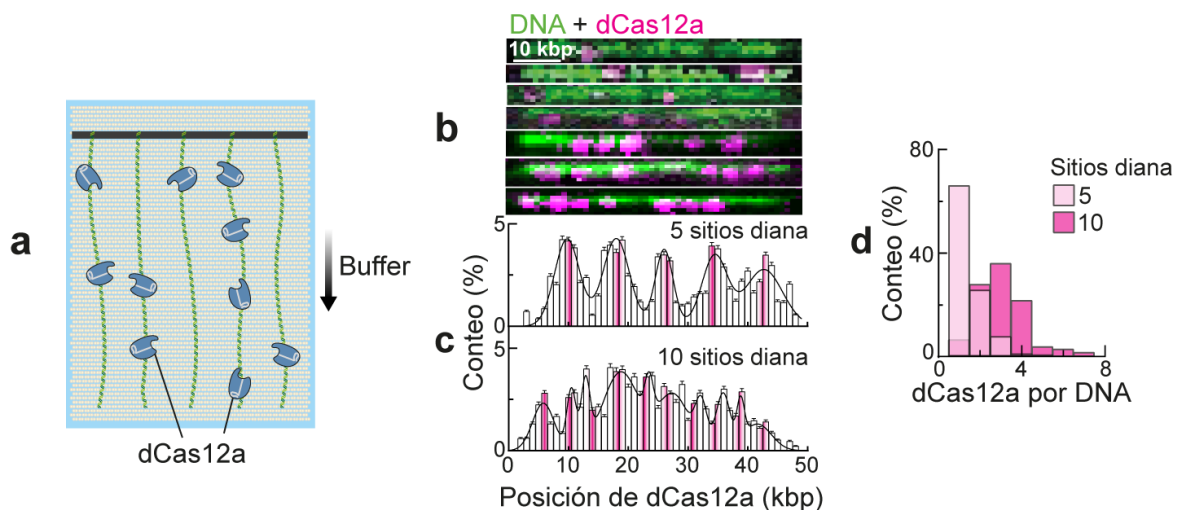 a
Buffer
dCas12a
b
DNA + dCas12a
10 kbp
c
5 sitios diana
5
0
10 sitios diana
5
0
Conteo (%)
0 10 20 30 40 50
Posición de dCas12a (kbp)
d
80
40
0
Conteo (%)
Sitios diana
5
10
0 4 8
dCas12a por DNA